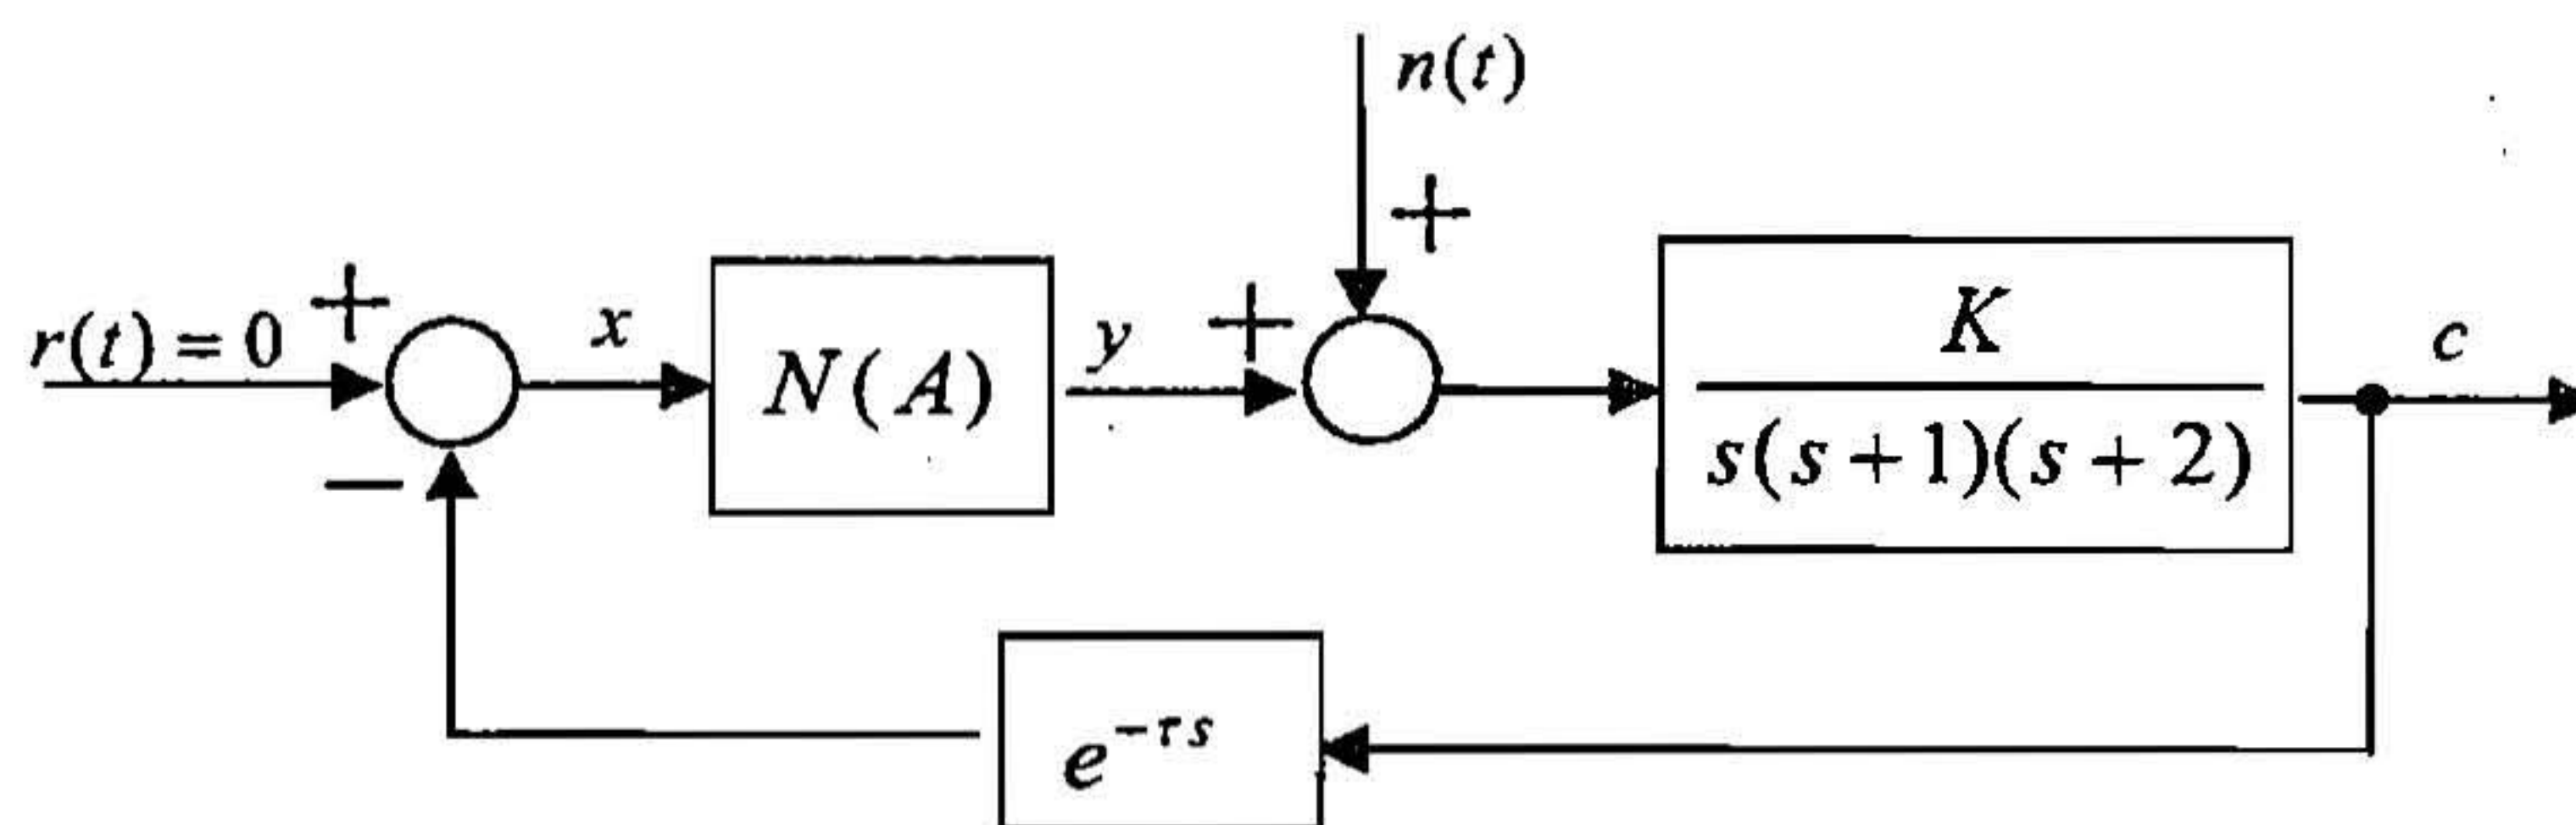 n(t)
+
r(t) = 0
+
x
N(A)
y
+
K
s(s + 1)(s + 2)
c
−
e^{−τs}